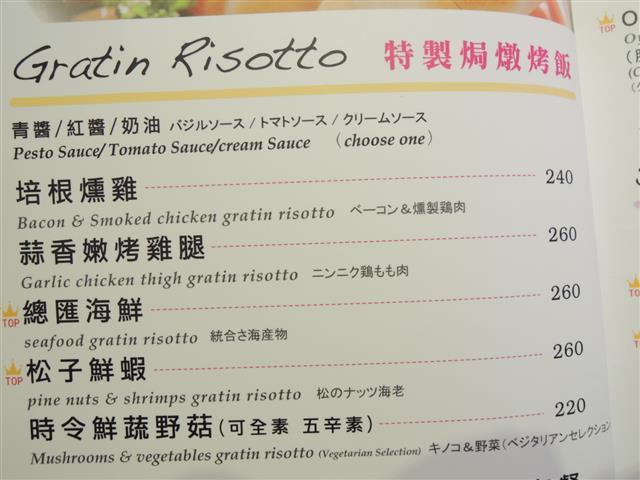 Gratin Risotto 特製焗燉烤飯
青醬/紅醬/奶油 バジルソース / トマトソース / クリームソース
Pesto Sauce/Tomato Sauce/cream Sauce (choose one)
培根燻雞 240
Bacon & Smoked chicken gratin risotto ベーコン&燻製鶏肉
蒜香嫩烤雞腿 260
Garlic chicken thigh gratin risotto ニンニク鶏もも肉
TOP 總匯海鮮 260
seafood gratin risotto 統合さ海産物
TOP 松子鮮蝦 260
pine nuts & shrimps gratin risotto 松のナッツ海老
時令鮮蔬野菇(可全素 五辛素) 220
Mushrooms & vegetables gratin risotto (Vegetarian Selection) キノコ&野菜(ベジタリアンセレクション
TOP